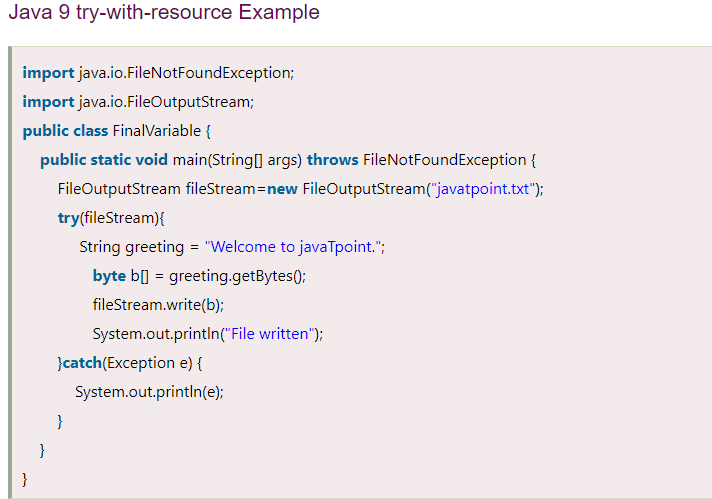 Java 9 try-with-resource Example
import java.io.FileNotFoundException;
import java.io.FileOutputStream;
public class FinalVariable {
public static void main(String[] args) throws FileNotFoundException {
FileOutputStream fileStream=new FileOutputStream("javatpoint.txt");
try(fileStream){
String greeting = "Welcome to javaTpoint.";
byte b[] = greeting.getBytes();
fileStream.write(b);
System.out.println("File written");
}catch(Exception e) {
System.out.println(e);
}
}
}